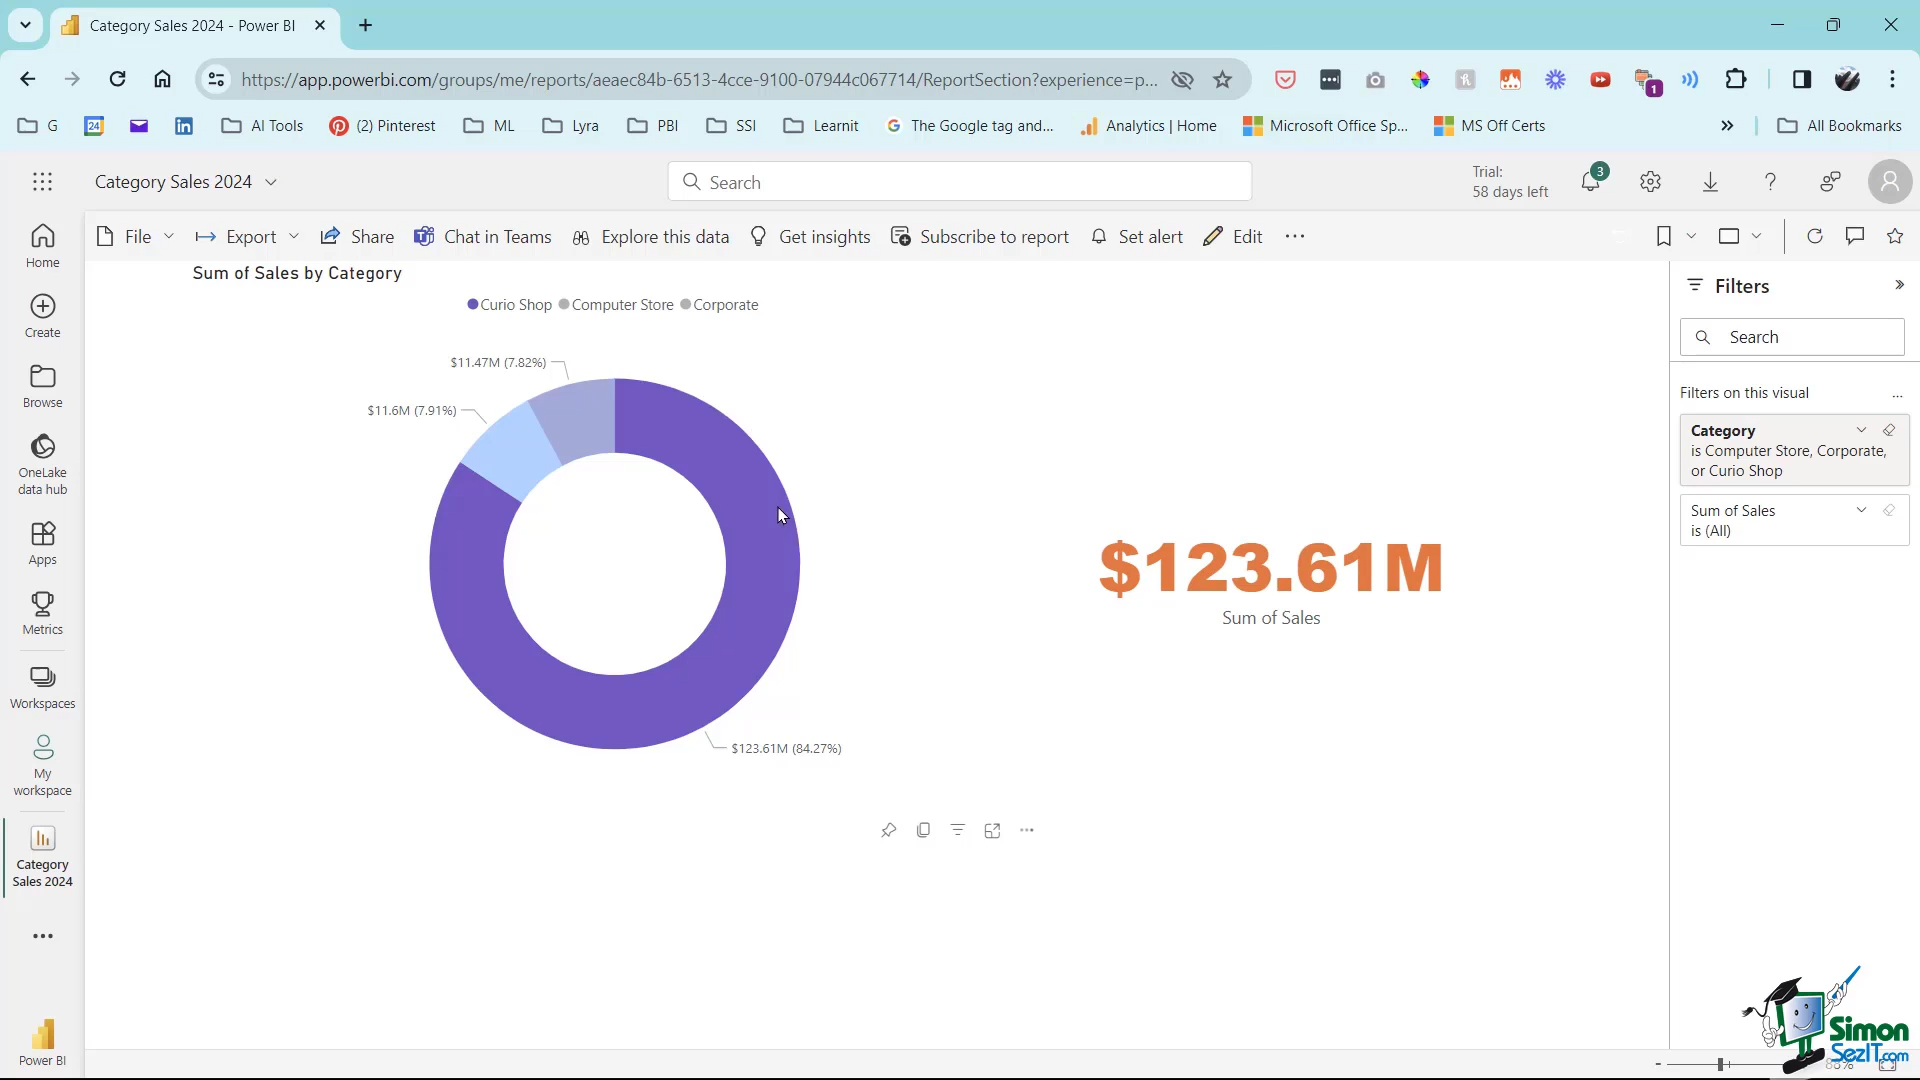 Category Sales 2024 - Power BI
https://app.powerbi.com/groups/me/reports/aeaec84b-6513-4cce-9100-07944c067714/ReportSection?experience=p...
1
G
24
AI Tools
(2) Pinterest
ML
Lyra
PBI
SSI
Learnit
The Google tag and...
Analytics | Home
Microsoft Office Sp...
MS Off Certs
All Bookmarks
Category Sales 2024
Search
Trial:
58 days left
3
File
Export
Share
Chat in Teams
Explore this data
Get insights
Subscribe to report
Set alert
Edit
Home
Create
Browse
OneLake
data hub
Apps
Metrics
Workspaces
My
workspace
Category
Sales 2024
Power BI
Sum of Sales by Category
Curio Shop
Computer Store
Corporate
$11.47M (7.82%)
$11.6M (7.91%)
$123.61M (84.27%)
$123.61M
Sum of Sales
Filters
Search
Filters on this visual
Category
is Computer Store, Corporate,
or Curio Shop
Sum of Sales
is (All)
Simon
SezIT.com